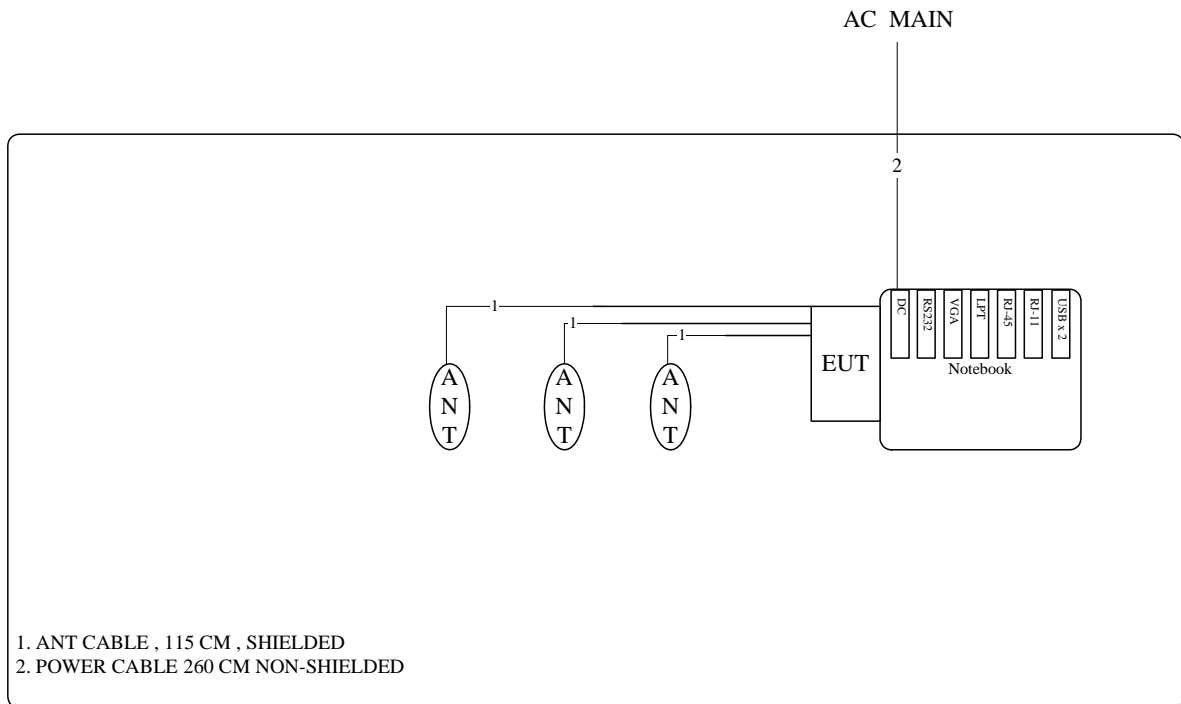 AC MAIN
2
1
1
1
DC
RS232
VGA
LPT
RJ-45
RJ-11
USB x 2
EUT
Notebook
A
N
T
A
N
T
A
N
T
1. ANT CABLE , 115 CM , SHIELDED
2. POWER CABLE 260 CM NON-SHIELDED